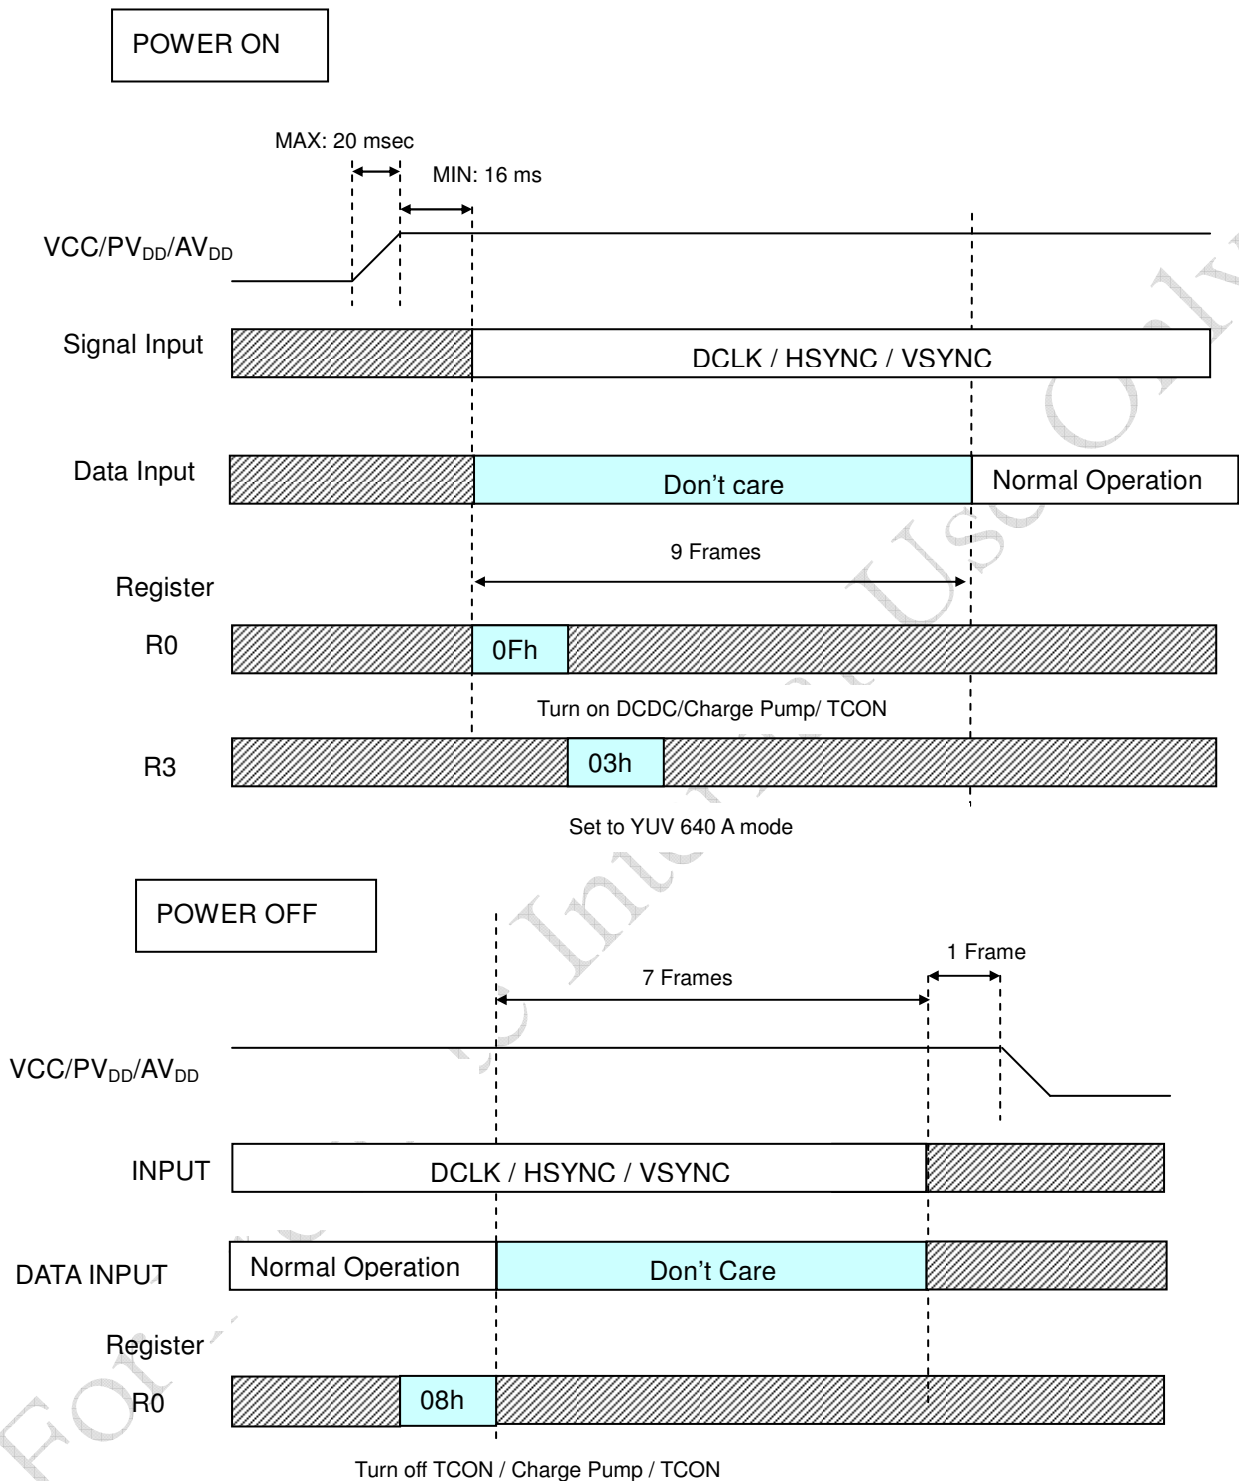 POWER ON
MAX: 20 msec
MIN: 16 ms
VCC/PVDD/AVDD
Signal Input
DCLK / HSYNC / VSYNC
Data Input
Don't care
Normal Operation
9 Frames
Register
R0
0Fh
Turn on DCDC/Charge Pump/ TCON
R3
03h
Set to YUV 640 A mode
POWER OFF
1 Frame
7 Frames
VCC/PVDD/AVDD
INPUT
DCLK / HSYNC / VSYNC
DATA INPUT
Normal Operation
Don't Care
Register
R0
08h
Turn off TCON / Charge Pump / TCON
For Use Only